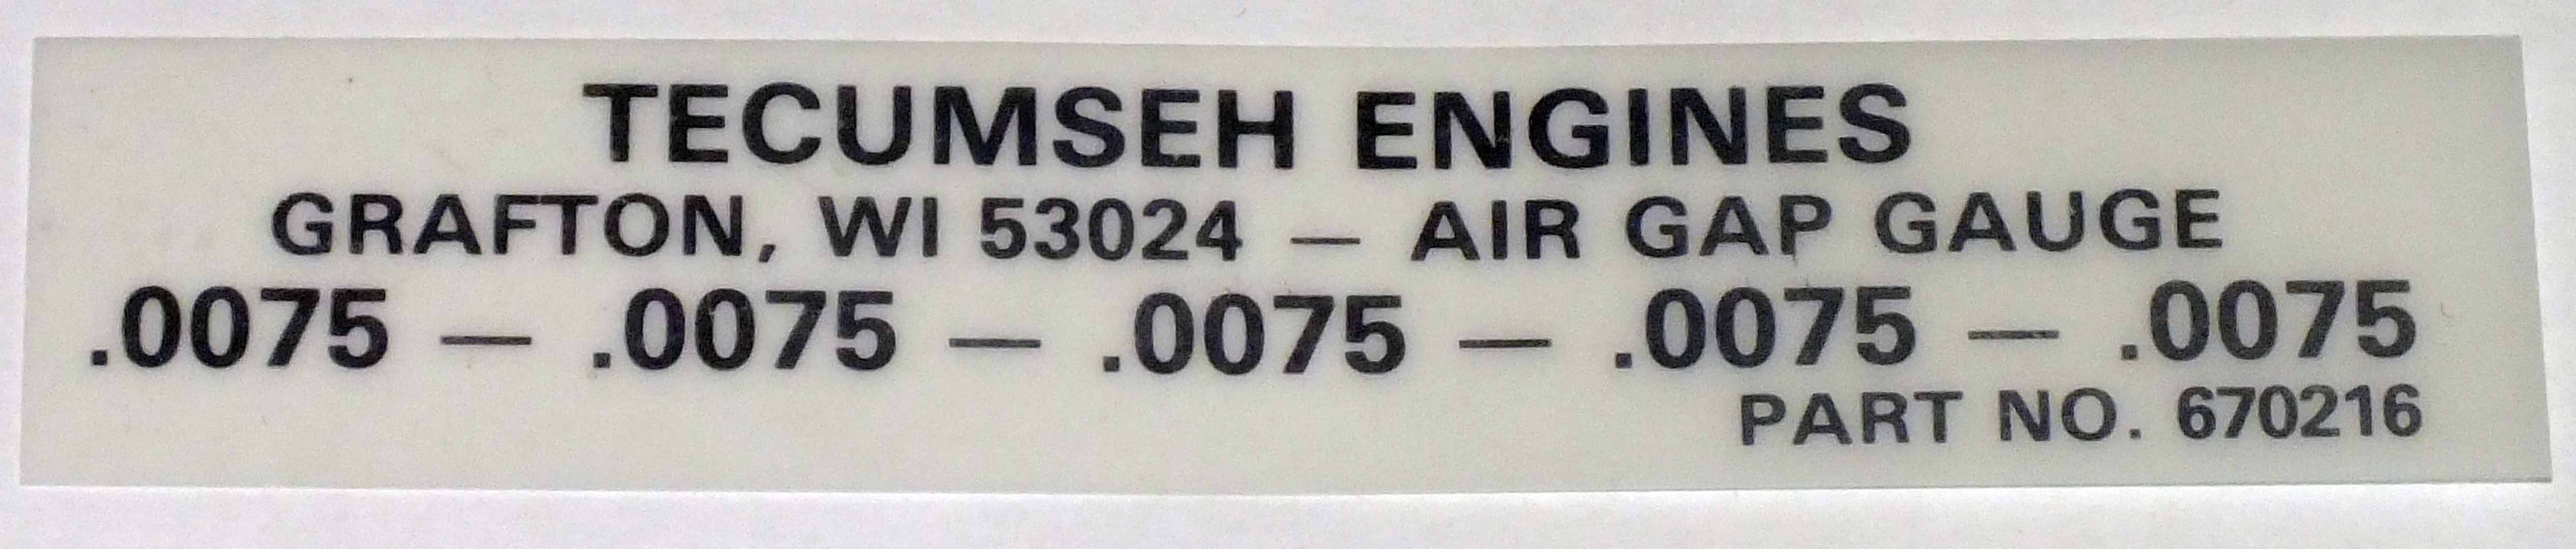 TECUMSEH ENGINES
GRAFTON, WI 53024 — AIR GAP GAUGE
.0075 — .0075 — .0075 — .0075 — .0075
PART NO. 670216